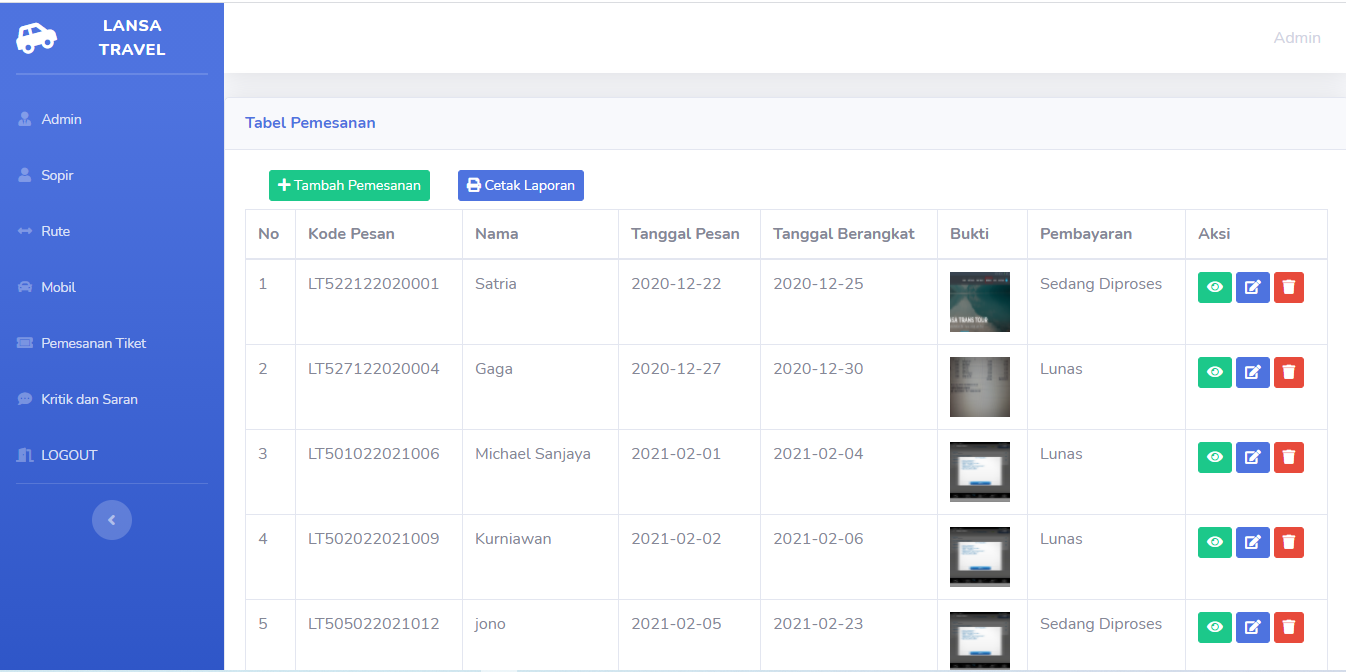 LANSA
TRAVEL
Admin
Admin
Sopir
Rute
Mobil
Pemesanan Tiket
Kritik dan Saran
LOGOUT
Tabel Pemesanan
Tambah Pemesanan Cetak Laporan
No Kode Pesan Nama Tanggal Pesan Tanggal Berangkat Bukti Pembayaran Aksi
1 LT522122020001 Satria 2020-12-22 2020-12-25 Sedang Diproses
2 LT527122020004 Gaga 2020-12-27 2020-12-30 Lunas
3 LT501022021006 Michael Sanjaya 2021-02-01 2021-02-04 Lunas
4 LT502022021009 Kurniawan 2021-02-02 2021-02-06 Lunas
5 LT505022021012 jono 2021-02-05 2021-02-23 Sedang Diproses